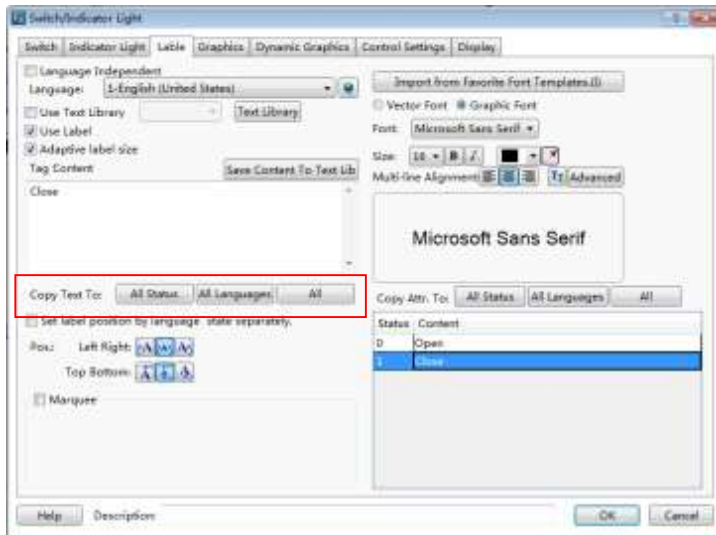 Switch/Indicator Light
Switch Indicator Light Lable Graphics Dynamic Graphics Control Settings Display
Language Independent
Language: 1-English (United States)
Use Text Library Text Library
Use Label
Adaptive label size
Tag Content Save Content To Text Lib
Close
Copy Text To: All Status All Languages All
Set label position by language state separately.
Pos.: Left Right:
Top Bottom:
Marquee
Import from Favorite Font Templates.(I)
Vector Font Graphic Font
Font: Microsoft Sans Serif
Size: 10 B I
Multi-line Alignment: Advanced
Microsoft Sans Serif
Copy Attr. To: All Status All Languages All
Status Content
0 Open
1 Close
Help Description: OK Cancel